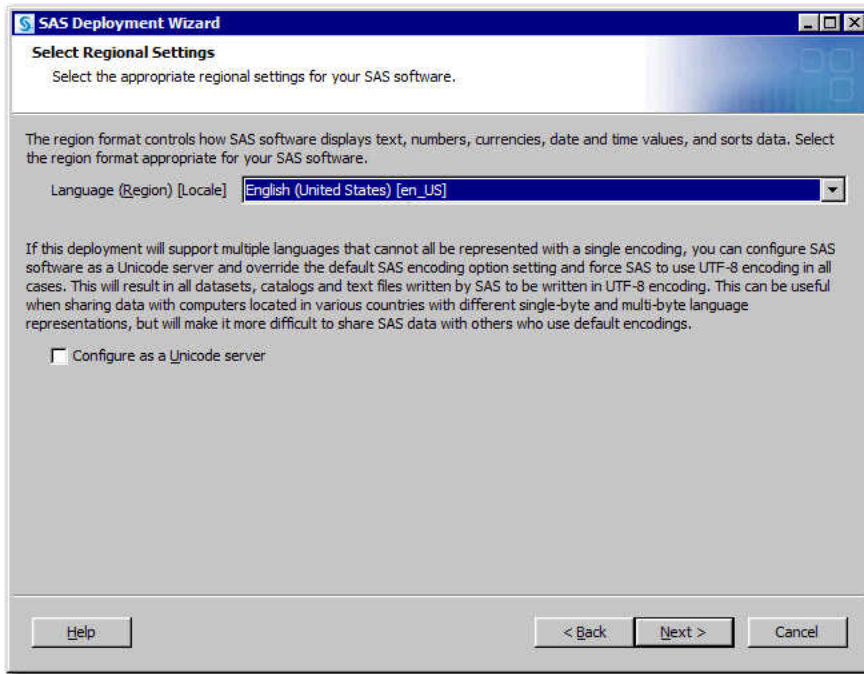 SAS Deployment Wizard
Select Regional Settings
Select the appropriate regional settings for your SAS software.
The region format controls how SAS software displays text, numbers, currencies, date and time values, and sorts data. Select
the region format appropriate for your SAS software.
Language (Region) [Locale] English (United States) [en_US]
If this deployment will support multiple languages that cannot all be represented with a single encoding, you can configure SAS
software as a Unicode server and override the default SAS encoding option setting and force SAS to use UTF-8 encoding in all
cases. This will result in all datasets, catalogs and text files written by SAS to be written in UTF-8 encoding. This can be useful
when sharing data with computers located in various countries with different single-byte and multi-byte language
representations, but will make it more difficult to share SAS data with others who use default encodings.
Configure as a Unicode server
Help < Back Next > Cancel